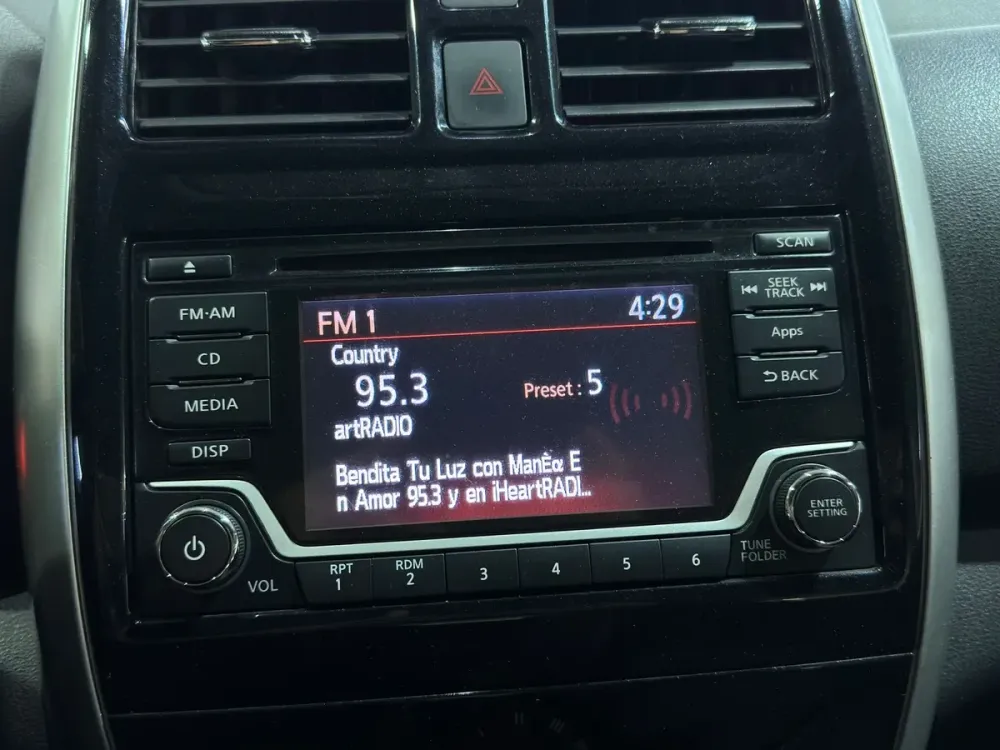 SCAN
FM·AM
SEEK
TRACK
FM 1 4:29
Apps
CD
Country
95.3 Preset : 5
BACK
MEDIA
artRADIO
DISP
Bendita Tu Luz con ManÈα E
n Amor 95.3 y en iHeartRADI...
ENTER
SETTING
TUNE
FOLDER
VOL
RPT
1
RDM
2
3
4
5
6